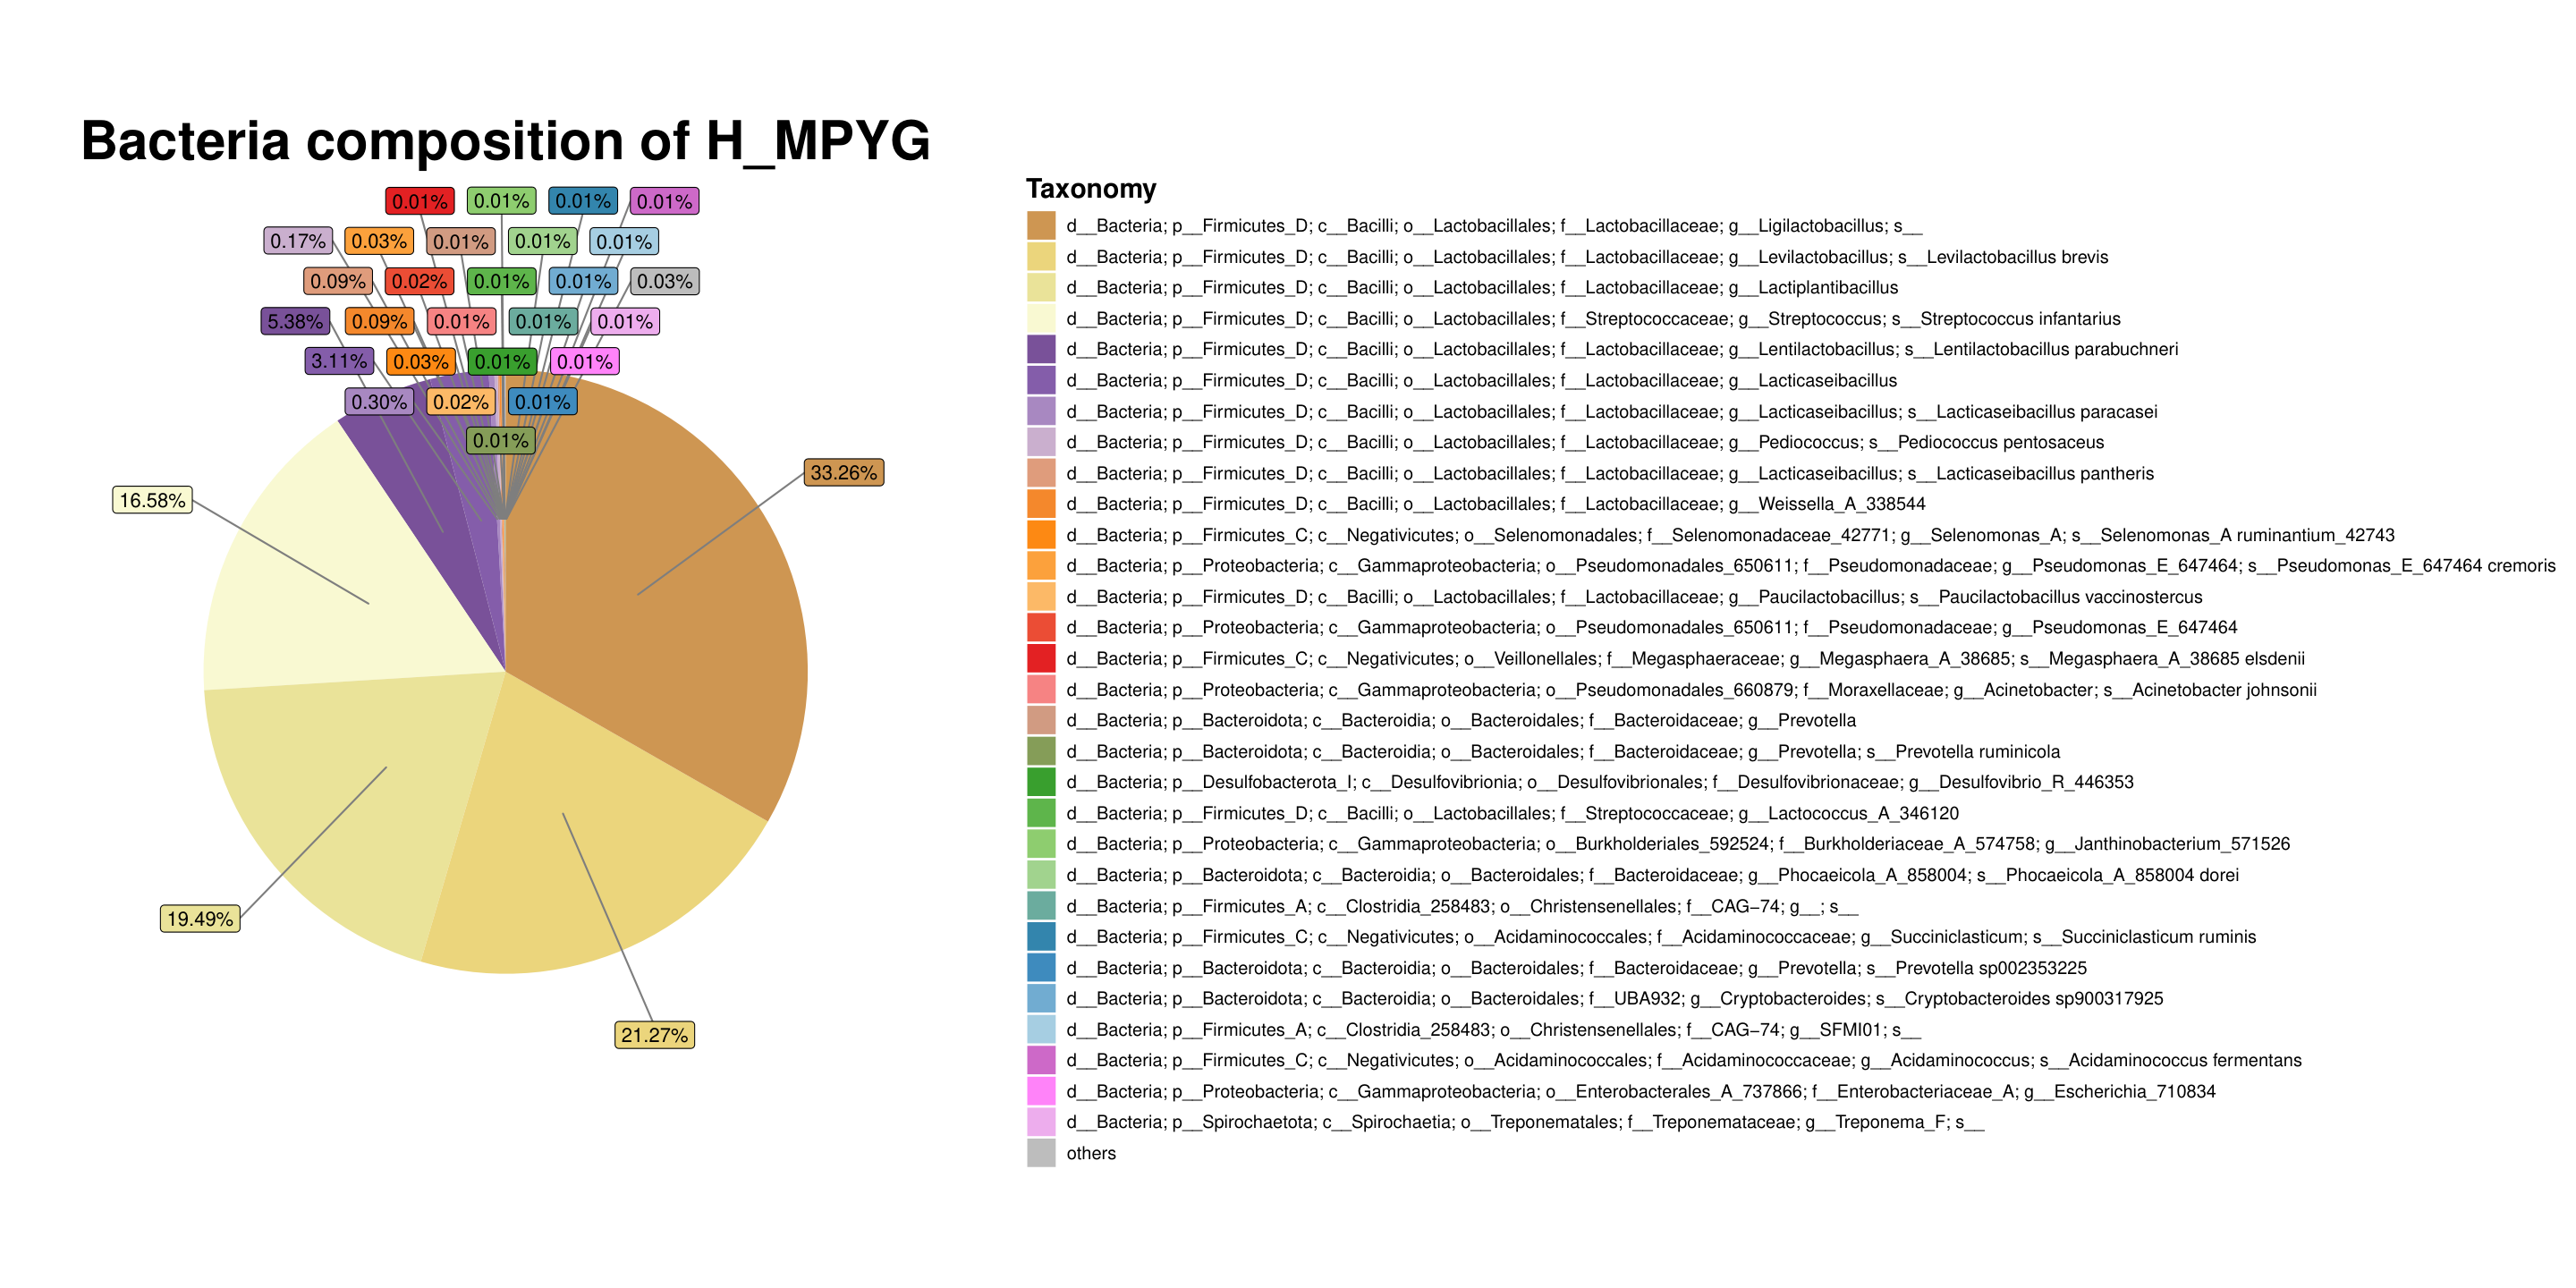 Bacteria composition of H_MPYG
0.01% 0.01% 0.01% 0.01%
0.17% 0.03% 0.01% 0.01% 0.01%
0.09% 0.02% 0.01% 0.01% 0.03%
5.38% 0.09% 0.01% 0.01% 0.01%
3.11% 0.03% 0.01% 0.01%
0.30% 0.02% 0.01%
0.01%
33.26%
16.58%
19.49%
21.27%
Taxonomy
d__Bacteria; p__Firmicutes_D; c__Bacilli; o__Lactobacillales; f__Lactobacillaceae; g__Ligilactobacillus; s__
d__Bacteria; p__Firmicutes_D; c__Bacilli; o__Lactobacillales; f__Lactobacillaceae; g__Levilactobacillus; s__Levilactobacillus brevis
d__Bacteria; p__Firmicutes_D; c__Bacilli; o__Lactobacillales; f__Lactobacillaceae; g__Lactiplantibacillus
d__Bacteria; p__Firmicutes_D; c__Bacilli; o__Lactobacillales; f__Streptococcaceae; g__Streptococcus; s__Streptococcus infantarius
d__Bacteria; p__Firmicutes_D; c__Bacilli; o__Lactobacillales; f__Lactobacillaceae; g__Lentilactobacillus; s__Lentilactobacillus parabuchneri
d__Bacteria; p__Firmicutes_D; c__Bacilli; o__Lactobacillales; f__Lactobacillaceae; g__Lacticaseibacillus
d__Bacteria; p__Firmicutes_D; c__Bacilli; o__Lactobacillales; f__Lactobacillaceae; g__Lacticaseibacillus; s__Lacticaseibacillus paracasei
d__Bacteria; p__Firmicutes_D; c__Bacilli; o__Lactobacillales; f__Lactobacillaceae; g__Pediococcus; s__Pediococcus pentosaceus
d__Bacteria; p__Firmicutes_D; c__Bacilli; o__Lactobacillales; f__Lactobacillaceae; g__Lacticaseibacillus; s__Lacticaseibacillus pantheris
d__Bacteria; p__Firmicutes_D; c__Bacilli; o__Lactobacillales; f__Lactobacillaceae; g__Weissella_A_338544
d__Bacteria; p__Firmicutes_C; c__Negativicutes; o__Selenomonadales; f__Selenomonadaceae_42771; g__Selenomonas_A; s__Selenomonas_A ruminantium_42743
d__Bacteria; p__Proteobacteria; c__Gammaproteobacteria; o__Pseudomonadales_650611; f__Pseudomonadaceae; g__Pseudomonas_E_647464; s__Pseudomonas_E_647464 cremoris
d__Bacteria; p__Firmicutes_D; c__Bacilli; o__Lactobacillales; f__Lactobacillaceae; g__Paucilactobacillus; s__Paucilactobacillus vaccinostercus
d__Bacteria; p__Proteobacteria; c__Gammaproteobacteria; o__Pseudomonadales_650611; f__Pseudomonadaceae; g__Pseudomonas_E_647464
d__Bacteria; p__Firmicutes_C; c__Negativicutes; o__Veillonellales; f__Megasphaeraceae; g__Megasphaera_A_38685; s__Megasphaera_A_38685 elsdenii
d__Bacteria; p__Proteobacteria; c__Gammaproteobacteria; o__Pseudomonadales_660879; f__Moraxellaceae; g__Acinetobacter; s__Acinetobacter johnsonii
d__Bacteria; p__Bacteroidota; c__Bacteroidia; o__Bacteroidales; f__Bacteroidaceae; g__Prevotella
d__Bacteria; p__Bacteroidota; c__Bacteroidia; o__Bacteroidales; f__Bacteroidaceae; g__Prevotella; s__Prevotella ruminicola
d__Bacteria; p__Desulfobacterota_I; c__Desulfovibrionia; o__Desulfovibrionales; f__Desulfovibrionaceae; g__Desulfovibrio_R_446353
d__Bacteria; p__Firmicutes_D; c__Bacilli; o__Lactobacillales; f__Streptococcaceae; g__Lactococcus_A_346120
d__Bacteria; p__Proteobacteria; c__Gammaproteobacteria; o__Burkholderiales_592524; f__Burkholderiaceae_A_574758; g__Janthinobacterium_571526
d__Bacteria; p__Bacteroidota; c__Bacteroidia; o__Bacteroidales; f__Bacteroidaceae; g__Phocaeicola_A_858004; s__Phocaeicola_A_858004 dorei
d__Bacteria; p__Firmicutes_A; c__Clostridia_258483; o__Christensenellales; f__CAG−74; g__; s__
d__Bacteria; p__Firmicutes_C; c__Negativicutes; o__Acidaminococcales; f__Acidaminococcaceae; g__Succiniclasticum; s__Succiniclasticum ruminis
d__Bacteria; p__Bacteroidota; c__Bacteroidia; o__Bacteroidales; f__Bacteroidaceae; g__Prevotella; s__Prevotella sp002353225
d__Bacteria; p__Bacteroidota; c__Bacteroidia; o__Bacteroidales; f__UBA932; g__Cryptobacteroides; s__Cryptobacteroides sp900317925
d__Bacteria; p__Firmicutes_A; c__Clostridia_258483; o__Christensenellales; f__CAG−74; g__SFMI01; s__
d__Bacteria; p__Firmicutes_C; c__Negativicutes; o__Acidaminococcales; f__Acidaminococcaceae; g__Acidaminococcus; s__Acidaminococcus fermentans
d__Bacteria; p__Proteobacteria; c__Gammaproteobacteria; o__Enterobacterales_A_737866; f__Enterobacteriaceae_A; g__Escherichia_710834
d__Bacteria; p__Spirochaetota; c__Spirochaetia; o__Treponematales; f__Treponemataceae; g__Treponema_F; s__
others